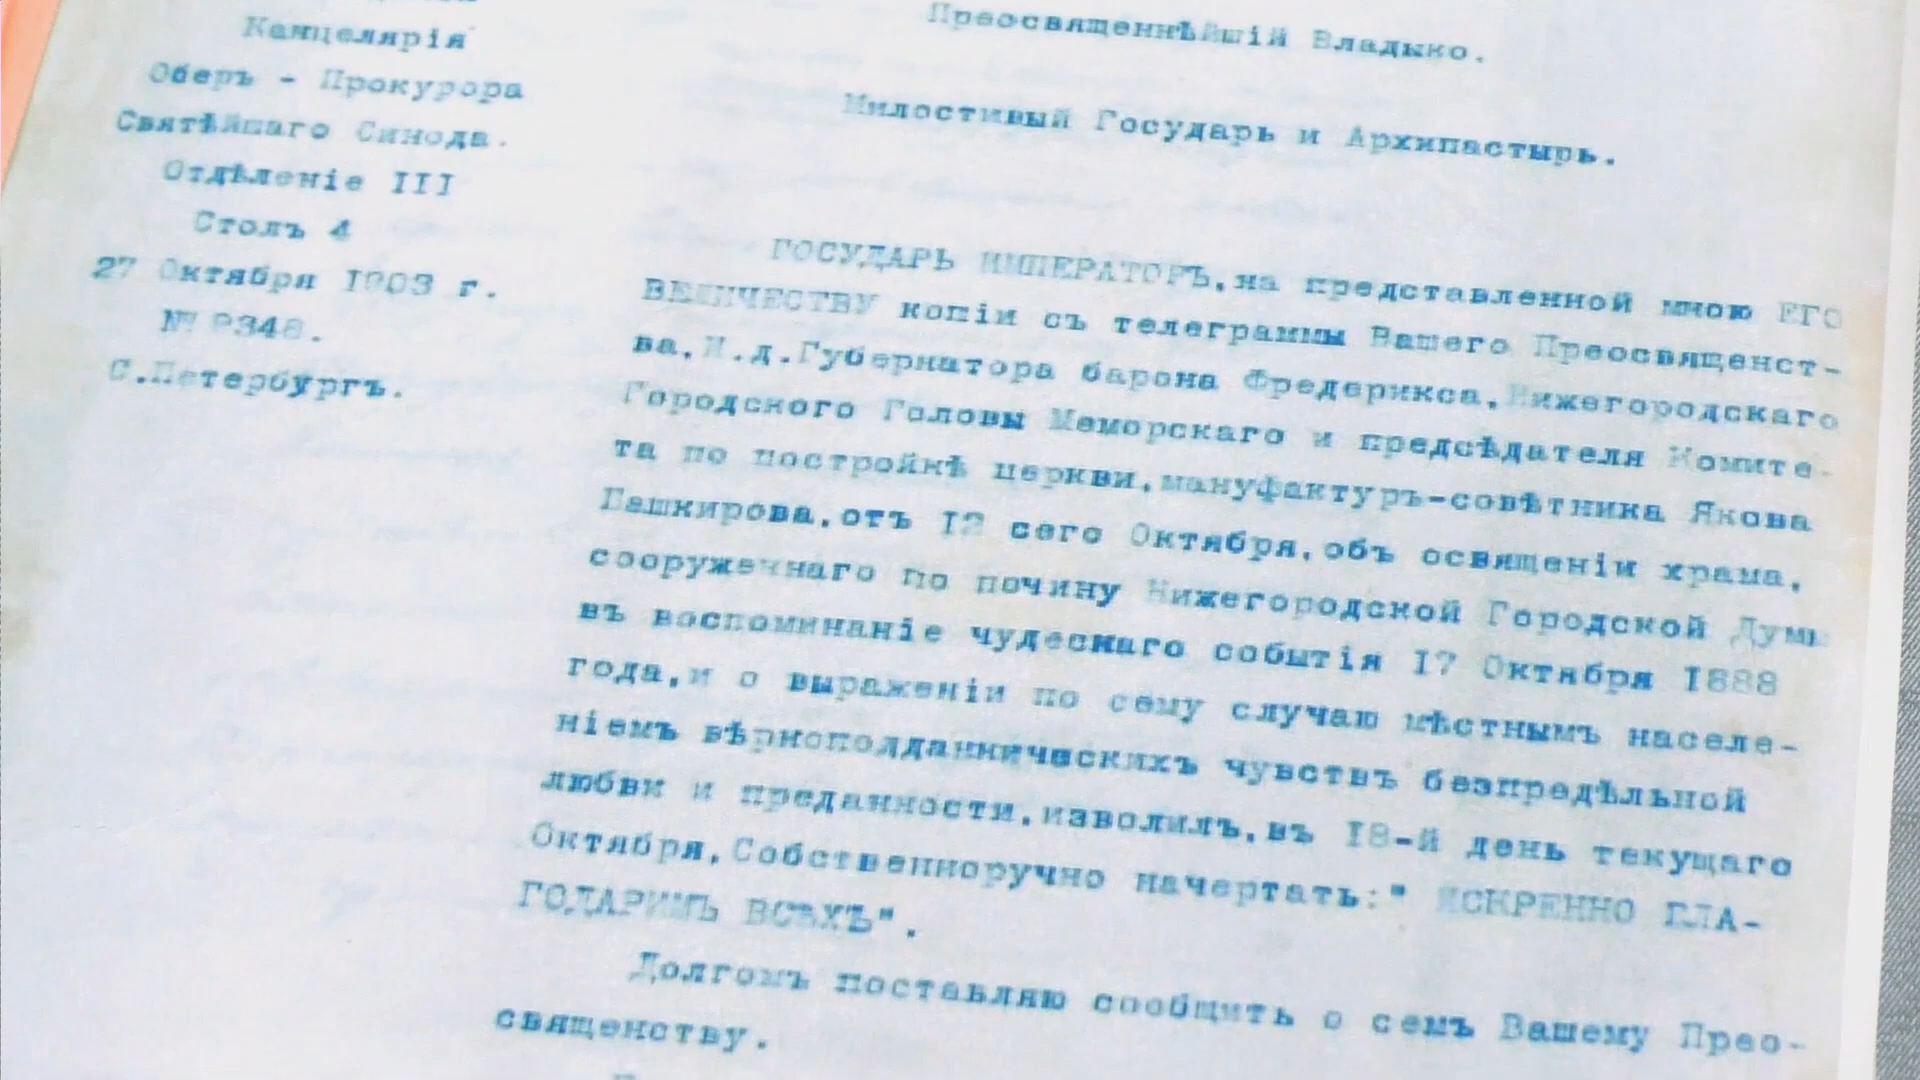 Канцелярія
Оберъ - Прокурора
Святѣйшаго Синода.
Отдѣленіе III
Столъ 4
27 Октября 1903 г.
С.Петербургъ.
Преосвященнѣйшій Владыко.
Милостивый Государь и Архипастырь.
ГОСУДАРЬ ИМПЕРАТОРЪ,на представленной мною ЕГО
ВЕЛИЧЕСТВУ копіи съ телеграммы Вашего Преосвященст-
ва,И.д.Губернатора барона Фредерикса,Нижегородскаго
Городского Головы Меморскаго и предсѣдателя Комите-
та по постройкѣ церкви,мануфактуръ-совѣтника Якова
Башкирова,отъ 12 сего Октября,объ освященіи храма,
сооруженнаго по почину Нижегородской Городской Думы
въ воспоминаніе чудеснаго событія 17 Октября 1888
года,и о выраженіи по сему случаю мѣстнымъ населе-
ніемъ вѣрноподданническихъ чувствъ безпредѣльной
любви и преданности,изволилъ,въ 18-й день текущаго
Октября,Собственноручно начертать:" ИСКРЕННО БЛА-
ГОДАРИМЪ ВСѢХЪ".
Долгомъ поставляю сообщить о семъ Вашему Прео-
священству.